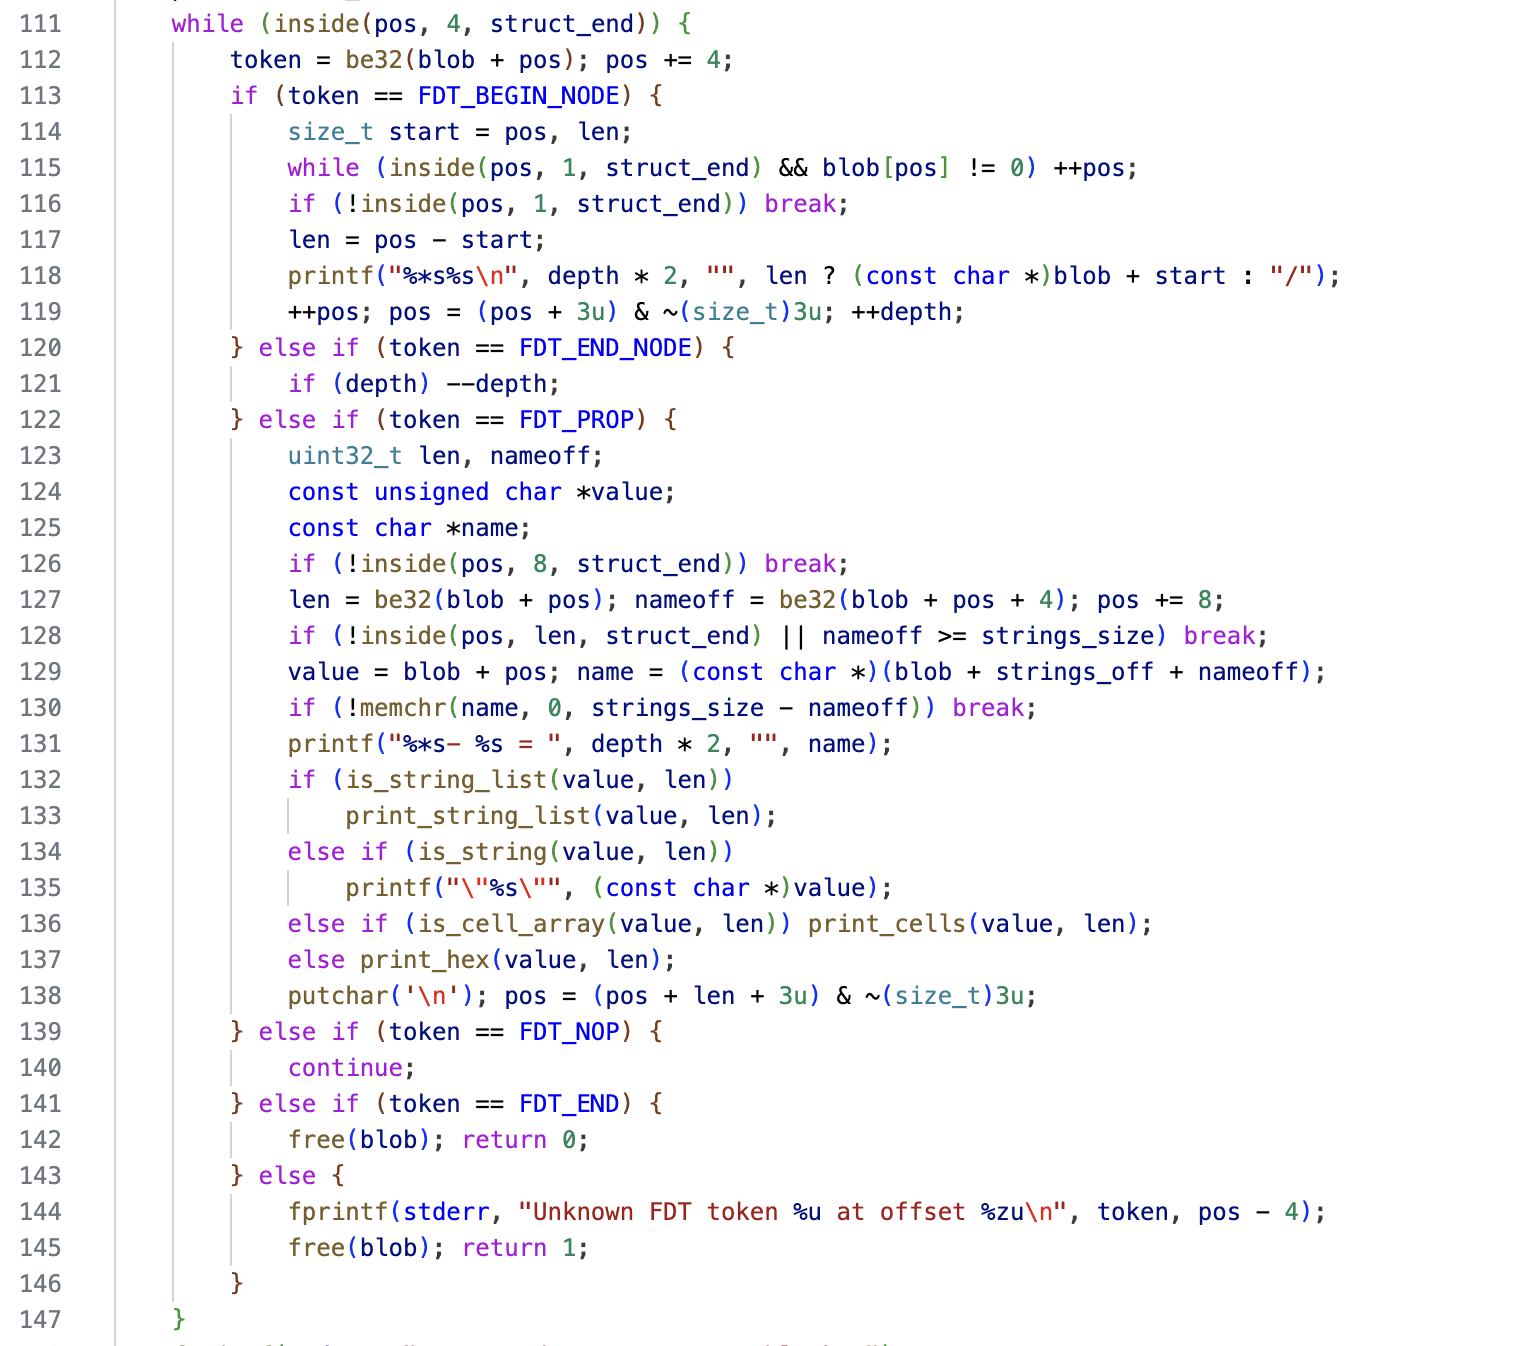 111 while (inside(pos, 4, struct_end)) {
112 token = be32(blob + pos); pos += 4;
113 if (token == FDT_BEGIN_NODE) {
114 size_t start = pos, len;
115 while (inside(pos, 1, struct_end) && blob[pos] != 0) ++pos;
116 if (!inside(pos, 1, struct_end)) break;
117 len = pos - start;
118 printf("%*s%s\n", depth * 2, "", len ? (const char *)blob + start : "/");
119 ++pos; pos = (pos + 3u) & ~(size_t)3u; ++depth;
120 } else if (token == FDT_END_NODE) {
121 if (depth) --depth;
122 } else if (token == FDT_PROP) {
123 uint32_t len, nameoff;
124 const unsigned char *value;
125 const char *name;
126 if (!inside(pos, 8, struct_end)) break;
127 len = be32(blob + pos); nameoff = be32(blob + pos + 4); pos += 8;
128 if (!inside(pos, len, struct_end) || nameoff >= strings_size) break;
129 value = blob + pos; name = (const char *)(blob + strings_off + nameoff);
130 if (!memchr(name, 0, strings_size - nameoff)) break;
131 printf("%*s- %s = ", depth * 2, "", name);
132 if (is_string_list(value, len))
133 print_string_list(value, len);
134 else if (is_string(value, len))
135 printf("\"%s\"", (const char *)value);
136 else if (is_cell_array(value, len)) print_cells(value, len);
137 else print_hex(value, len);
138 putchar('\n'); pos = (pos + len + 3u) & ~(size_t)3u;
139 } else if (token == FDT_NOP) {
140 continue;
141 } else if (token == FDT_END) {
142 free(blob); return 0;
143 } else {
144 fprintf(stderr, "Unknown FDT token %u at offset %zu\n", token, pos - 4);
145 free(blob); return 1;
146 }
147 }